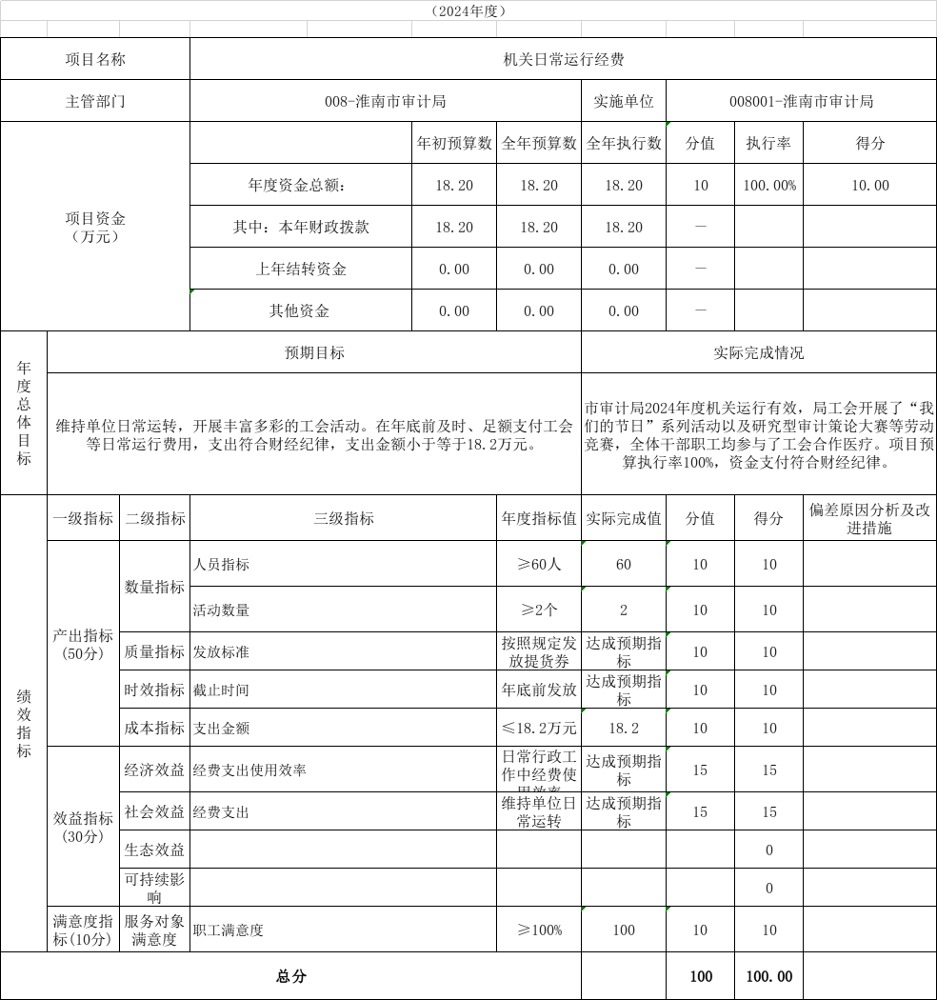 （2024年度）
项目名称 机关日常运行经费
主管部门 008-淮南市审计局 实施单位 008001-淮南市审计局
项目资金
（万元）
年初预算数 全年预算数 全年执行数 分值 执行率 得分
年度资金总额： 18.20 18.20 18.20 10 100.00% 10.00
其中：本年财政拨款 18.20 18.20 18.20 —
上年结转资金 0.00 0.00 0.00 —
其他资金 0.00 0.00 0.00 —
年度总体目标
预期目标 实际完成情况
维持单位日常运转，开展丰富多彩的工会活动。在年底前及时、足额支付工会
等日常运行费用，支出符合财经纪律，支出金额小于等于18.2万元。
市审计局2024年度机关运行有效，局工会开展了“我
们的节日”系列活动以及研究型审计策论大赛等劳动
竞赛，全体干部职工均参与了工会合作医疗。项目预
算执行率100%，资金支付符合财经纪律。
绩效指标
一级指标 二级指标 三级指标 年度指标值 实际完成值 分值 得分 偏差原因分析及改
进措施
产出指标
(50分)
数量指标 人员指标 ≥60人 60 10 10
活动数量 ≥2个 2 10 10
质量指标 发放标准 按照规定发
放提货券 达成预期指
标 10 10
时效指标 截止时间 年底前发放 达成预期指
标 10 10
成本指标 支出金额 ≤18.2万元 18.2 10 10
效益指标
(30分)
经济效益 经费支出使用效率 日常行政工
作中经费使
用效率 达成预期指
标 15 15
社会效益 经费支出 维持单位日
常运转 达成预期指
标 15 15
生态效益 0
可持续影
响 0
满意度指
标(10分) 服务对象
满意度 职工满意度 ≥100% 100 10 10
总分 100 100.00